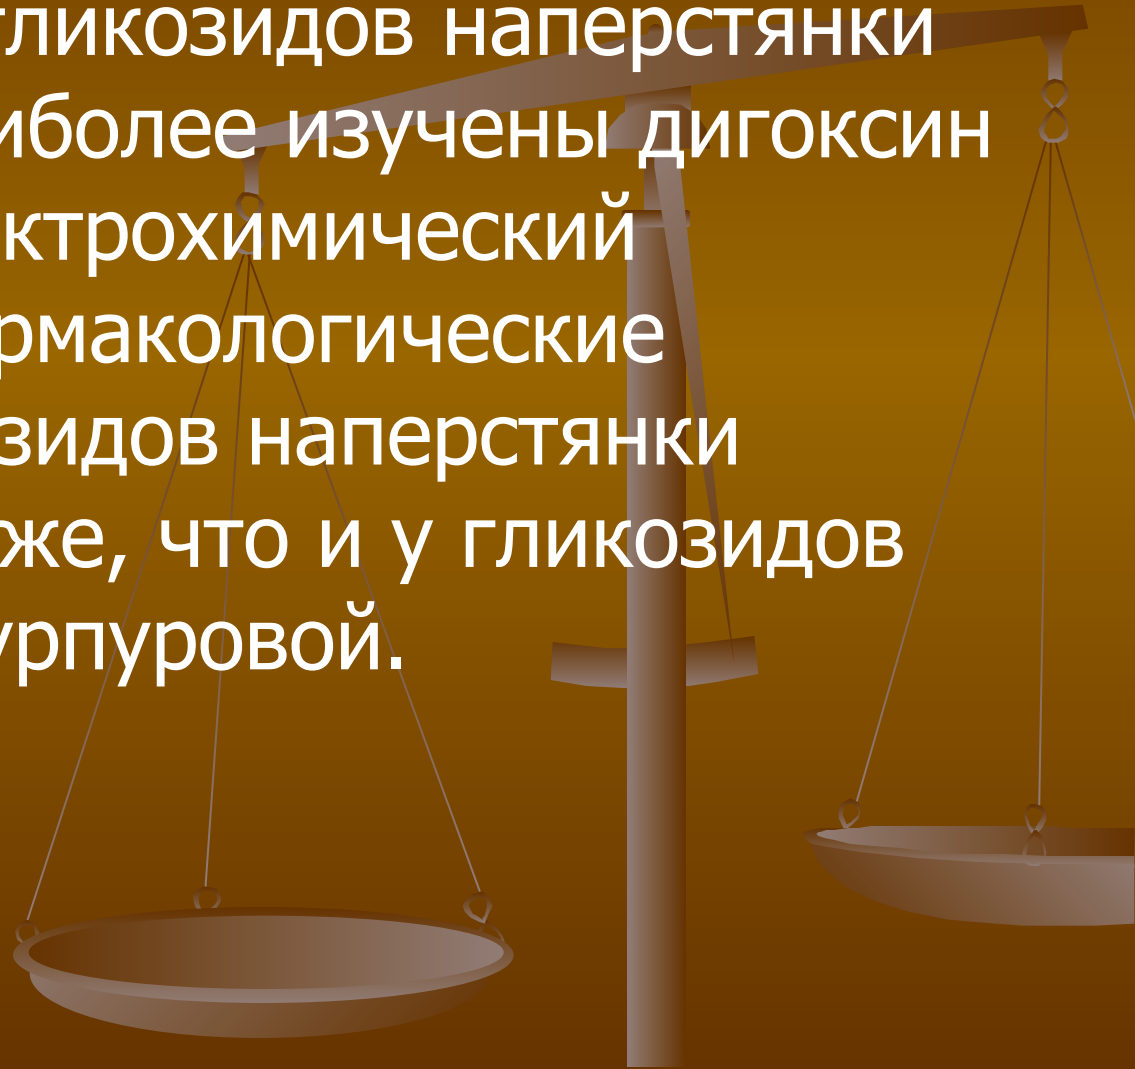 гликозидов наперстянки
иболее изучены дигоксин
ктрохимический
рмакологические
зидов наперстянки
же, что и у гликозидов
урпуровой.